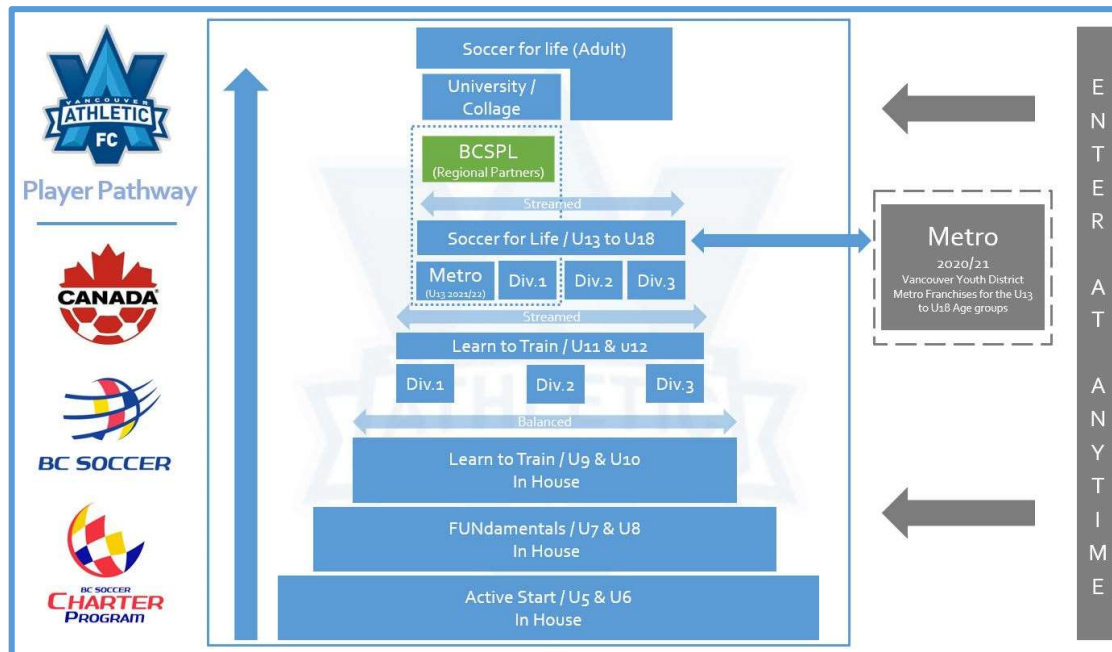 VANCOUVER
ATHLETIC
FC
Player Pathway
CANADA
BC SOCCER
BC SOCCER
CHARTER
PROGRAM
Soccer for life (Adult)
University /
Collage
BCSPL
(Regional Partners)
Streamed
Soccer for Life / U13 to U18
Metro
(U13 2021/22)
Div.1
Div.2
Div.3
Streamed
Learn to Train / U11 & u12
Div.1
Div.2
Div.3
Balanced
Learn to Train / U9 & U10
In House
FUNdamentals / U7 & U8
In House
Active Start / U5 & U6
In House
ATHLETIC
Metro
2020/21
Vancouver Youth District
Metro Franchises for the U13
to U18 Age groups
ENTER AT ANYTIME